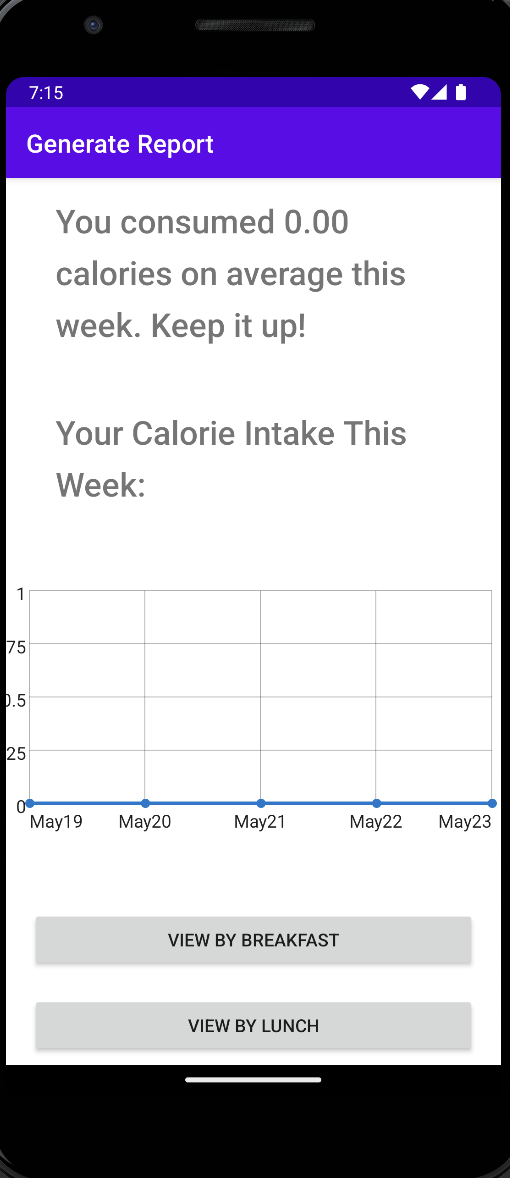 7:15
Generate Report
You consumed 0.00
calories on average this
week. Keep it up!
Your Calorie Intake This
Week:
1
75
0.5
25
0
May19 May20 May21 May22 May23
VIEW BY BREAKFAST
VIEW BY LUNCH